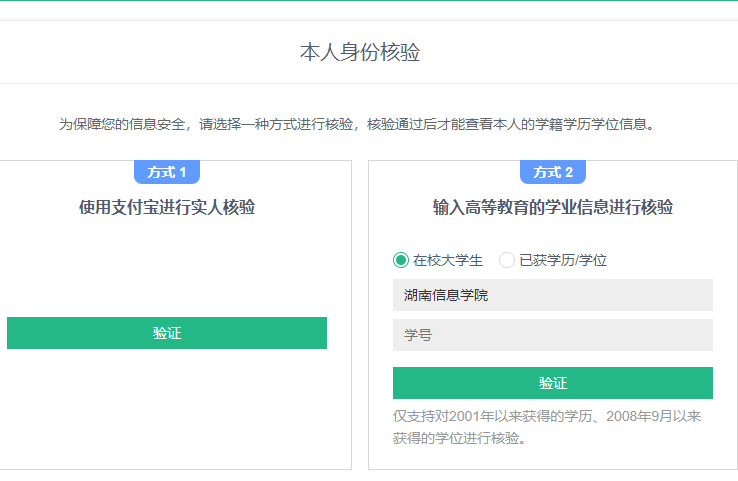 本人身份核验
为保障您的信息安全，请选择一种方式进行核验，核验通过后才能查看本人的学籍学历学位信息。
方式 1
使用支付宝进行实人核验
验证
方式 2
输入高等教育的学业信息进行核验
在校大学生 已获学历/学位
湖南信息学院
学号
验证
仅支持对2001年以来获得的学历、2008年9月以来
获得的学位进行核验。